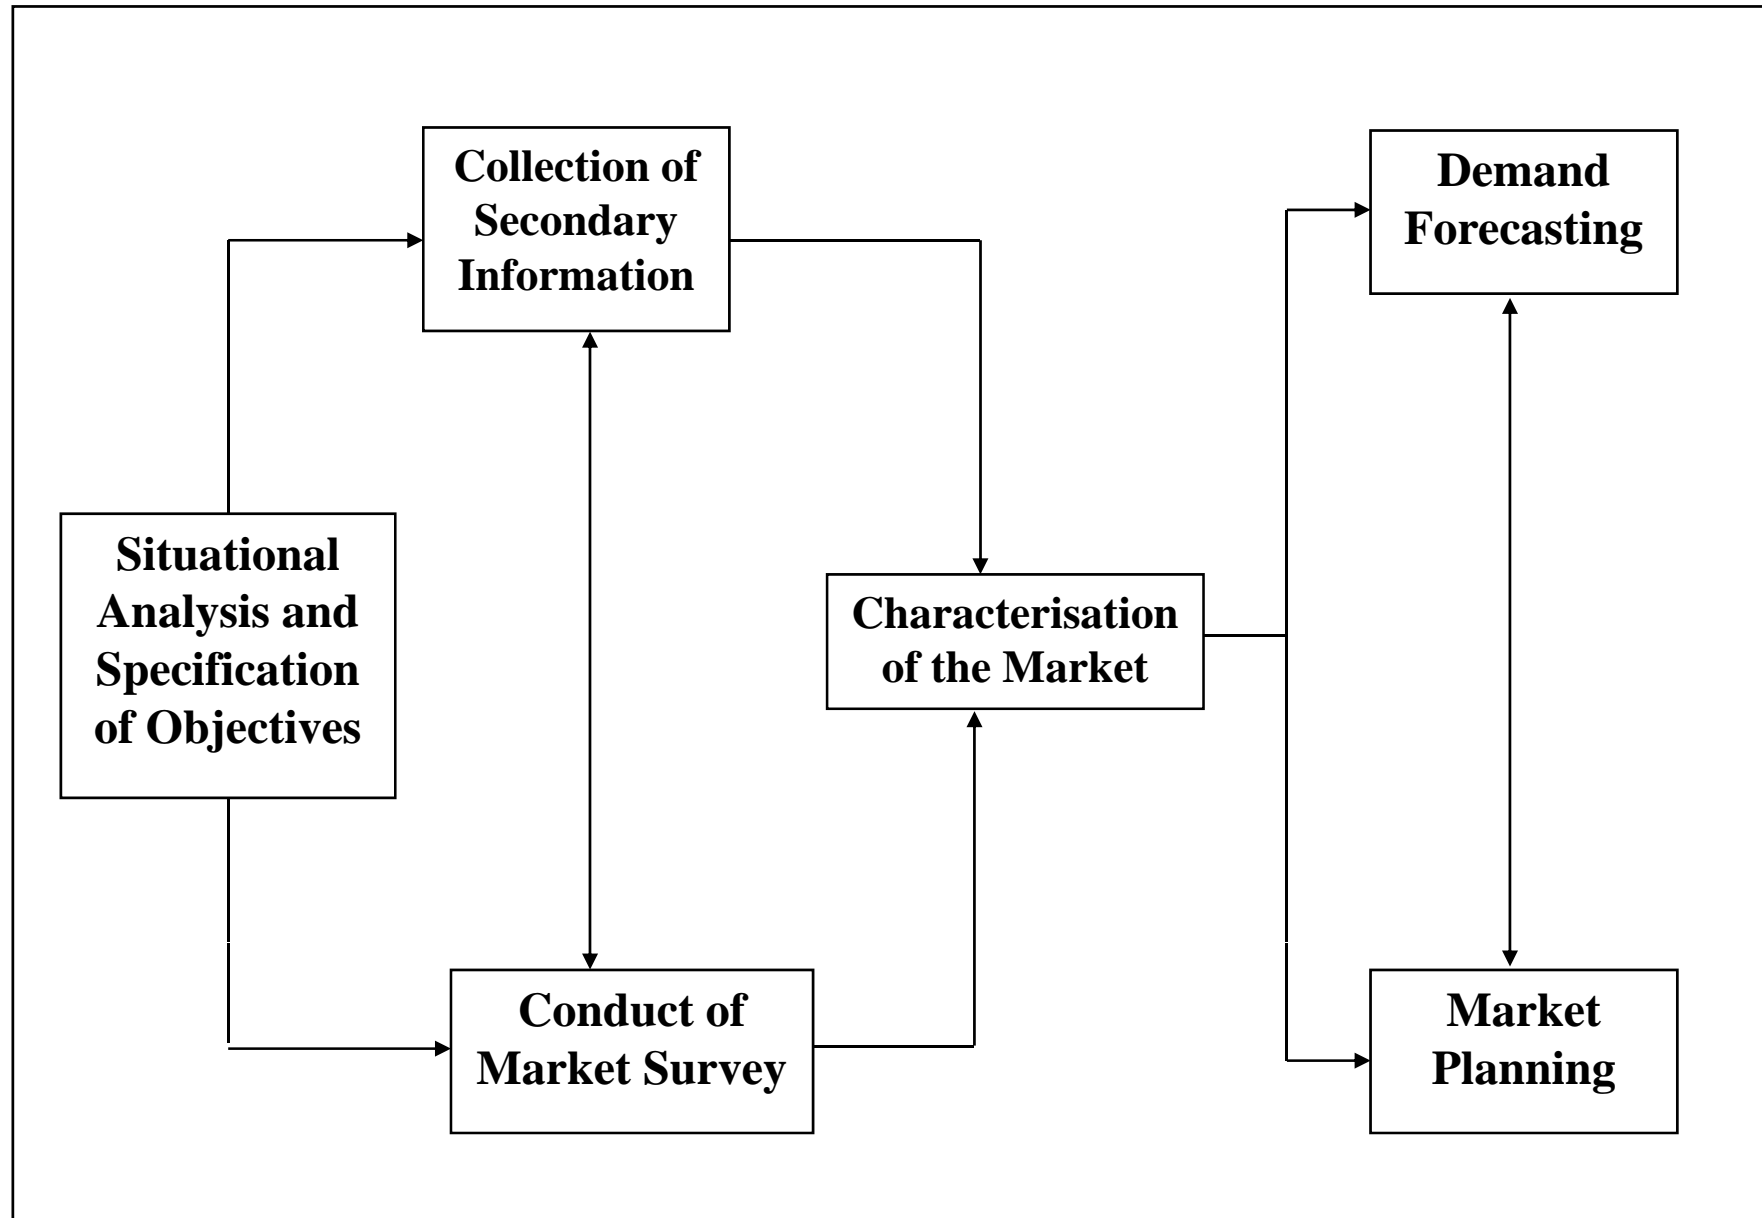 Collection of
Secondary
Information
Demand
Forecasting
Situational
Analysis and
Specification
of Objectives
Characterisation
of the Market
Conduct of
Market Survey
Market
Planning